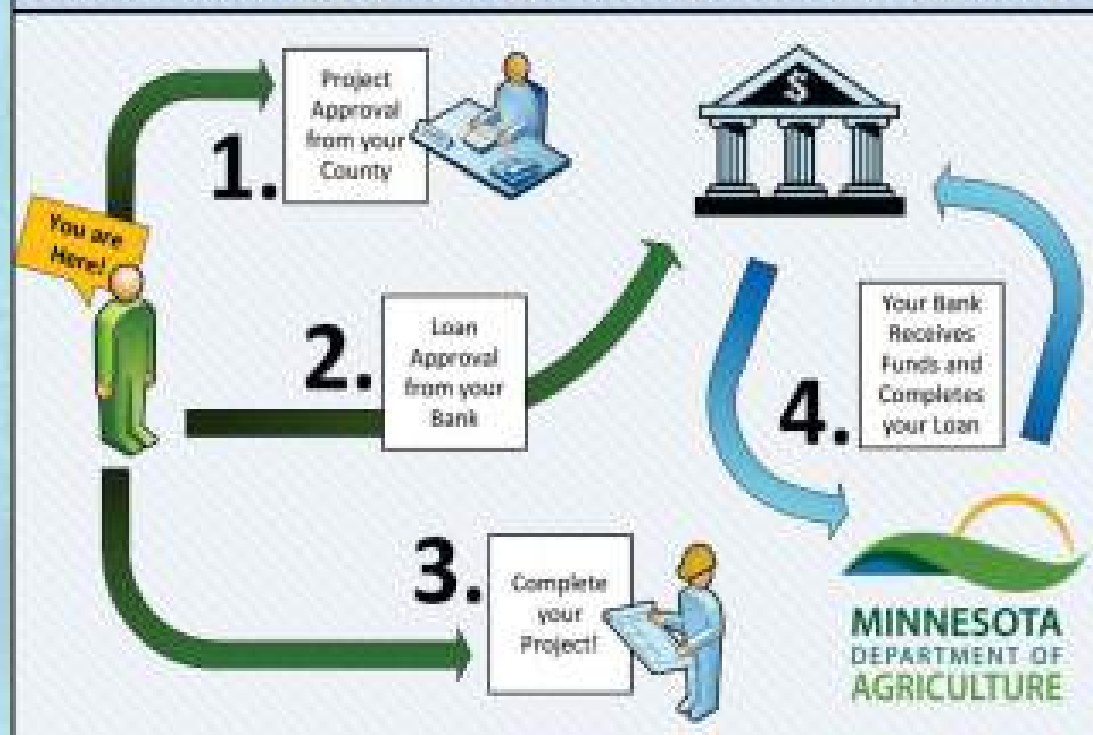 You are
Here!
1.
Project
Approval
from your
County
$
2.
Loan
Approval
from your
Bank
3.
Complete
your
Project!
4.
Your Bank
Receives
Funds and
Completes
your Loan
MINNESOTA
DEPARTMENT OF
AGRICULTURE